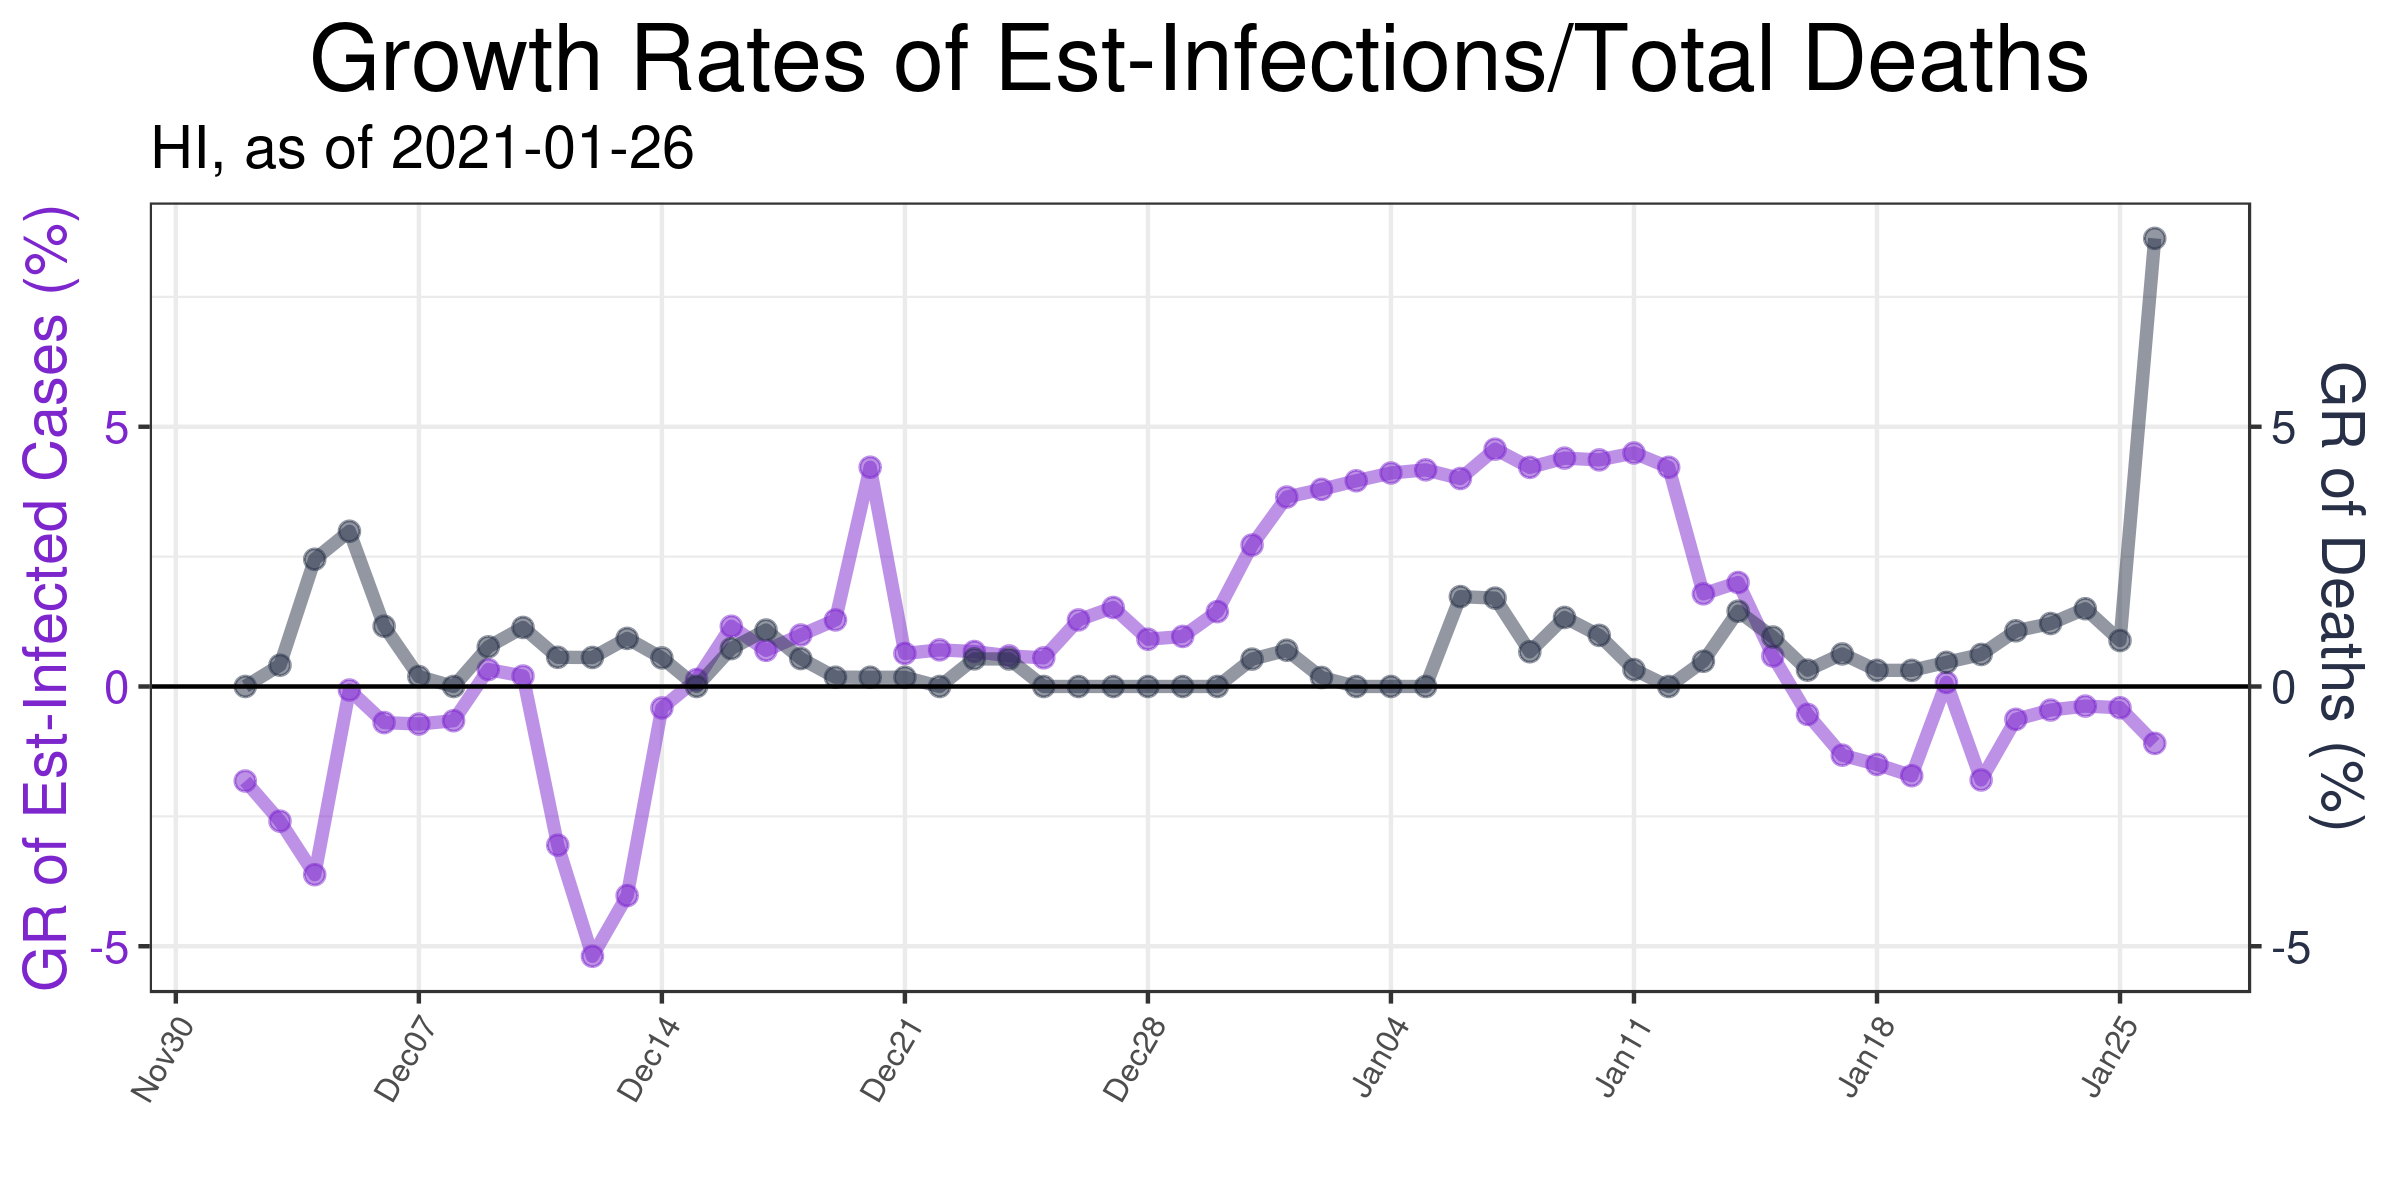 Growth Rates of Est-Infections/Total Deaths
HI, as of 2021-01-26
GR of Est-Infected Cases (%)
5
0
-5
5
0
-5
GR of Deaths (%)
Nov30
Dec07
Dec14
Dec21
Dec28
Jan04
Jan11
Jan18
Jan25